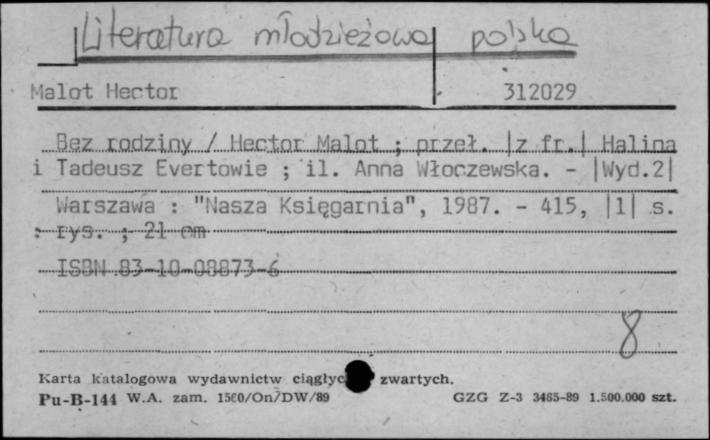 Literatura młodzieżowa polska
Malot Hector 312029
Bez rodziny / Hector Malot ; przeł. |z fr.| Halina
i Tadeusz Evertowie ; il. Anna Włoczewska. - |Wyd.2|
Warszawa : "Nasza Księgarnia", 1987. - 415, |1| s.
: rys. ; 21 cm
ISBN 83-10-08873-6
8
Karta katalogowa wydawnictw ciągłyc zwartych.
Pu-B-144 W.A. zam. 1560/On/DW/89 GZG Z-3 3465-89 1.500.000 szt.